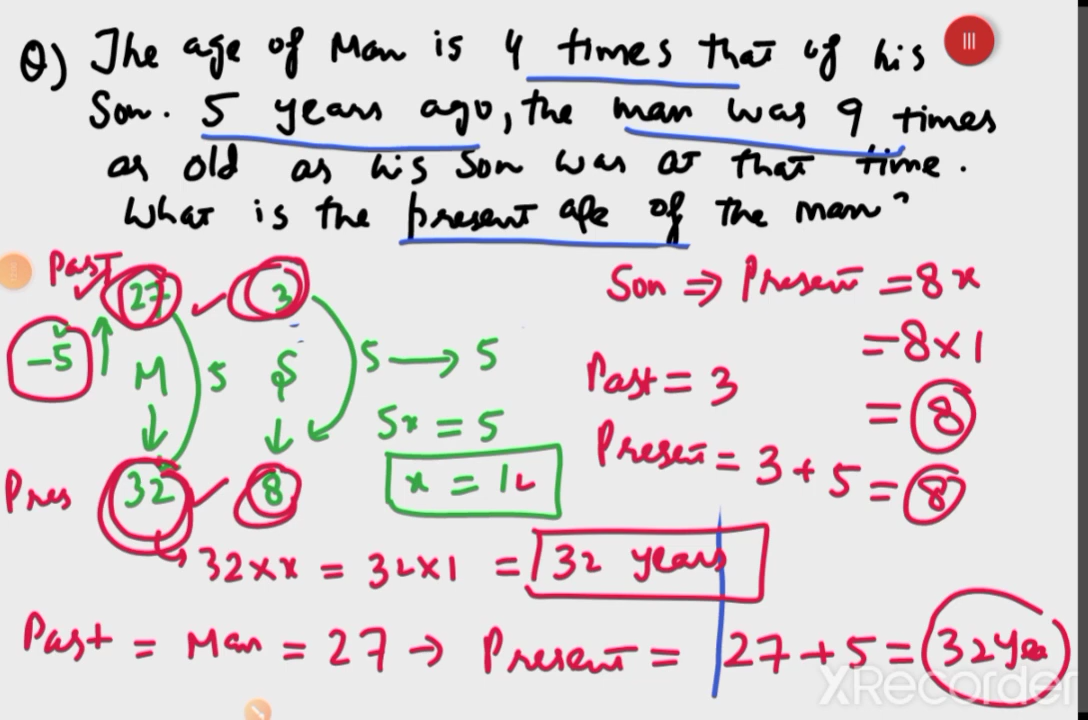 Q) The age of Man is 4 times that of his
Son. 5 years ago, the man was 9 times
as old as his Son was at that time.
What is the present age of the man?
Past 27 3
-5 M 5 S 5 → 5
5x = 5
x = 1
Pres 32 8
32 × x = 32 × 1 = 32 years
Son ⇒ Present = 8x
= 8 × 1
= 8
Past = 3
Present = 3 + 5 = 8
Past = Man = 27 → Present = 27 + 5 = 32 Yea
XRecorder